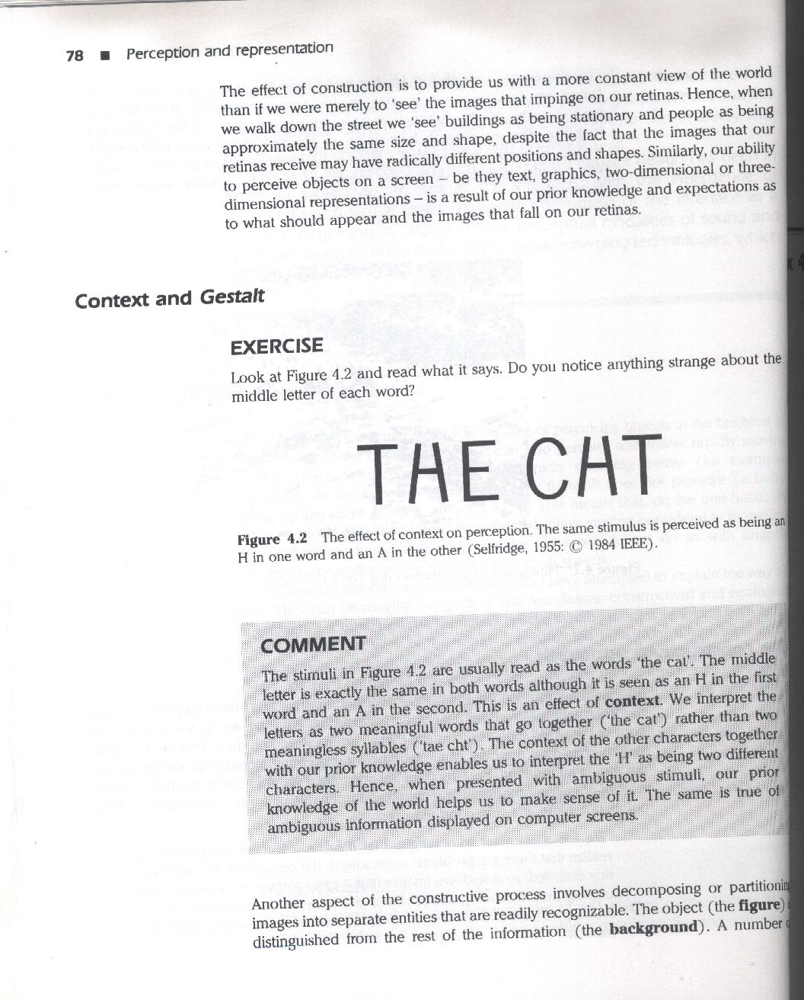 78 ■ Perception and representation
The effect of construction is to provide us with a more constant view of the world
than if we were merely to ‘see’ the images that impinge on our retinas. Hence, when
we walk down the street we ‘see’ buildings as being stationary and people as being
approximately the same size and shape, despite the fact that the images that our
retinas receive may have radically different positions and shapes. Similarly, our ability
to perceive objects on a screen – be they text, graphics, two-dimensional or three-
dimensional representations – is a result of our prior knowledge and expectations as
to what should appear and the images that fall on our retinas.
Context and Gestalt
EXERCISE
Look at Figure 4.2 and read what it says. Do you notice anything strange about the
middle letter of each word?
THE CHT
Figure 4.2 The effect of context on perception. The same stimulus is perceived as being an
H in one word and an A in the other (Selfridge, 1955: © 1984 IEEE).
COMMENT
The stimuli in Figure 4.2 are usually read as the words ‘the cat’. The middle
letter is exactly the same in both words although it is seen as an H in the first
word and an A in the second. This is an effect of context. We interpret the
letters as two meaningful words that go together (‘the cat’) rather than two
meaningless syllables (‘tae cht’). The context of the other characters together
with our prior knowledge enables us to interpret the ‘H’ as being two different
characters. Hence, when presented with ambiguous stimuli, our prior
knowledge of the world helps us to make sense of it. The same is true of
ambiguous information displayed on computer screens.
Another aspect of the constructive process involves decomposing or partitioning
images into separate entities that are readily recognizable. The object (the figure)
distinguished from the rest of the information (the background). A number